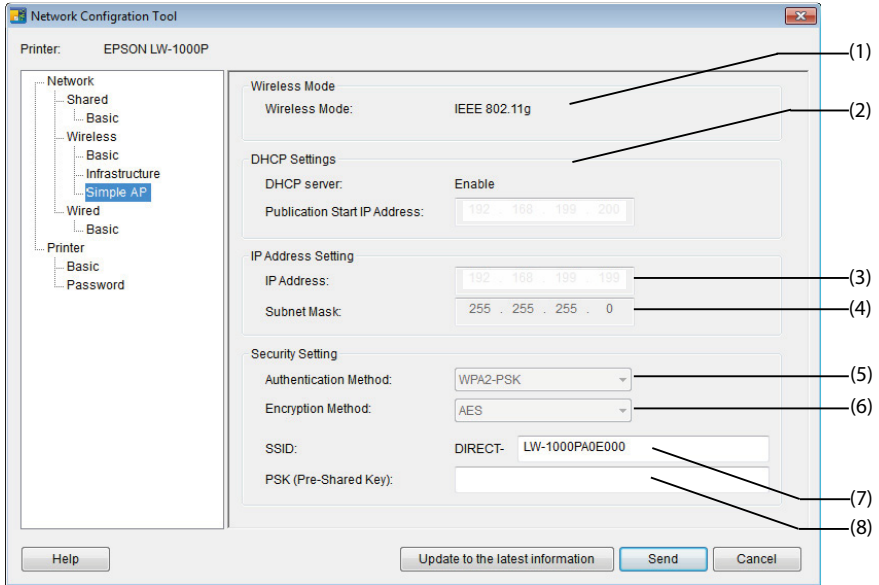 Network Configration Tool
Printer: EPSON LW-1000P
Network
Shared
Basic
Wireless
Basic
Infrastructure
Simple AP
Wired
Basic
Printer
Basic
Password
Wireless Mode
Wireless Mode: IEEE 802.11g
(1)
(2)
DHCP Settings
DHCP server: Enable
Publication Start IP Address: 192 . 168 . 199 . 200
IP Address Setting
IP Address: 192 . 168 . 199 . 199
(3)
Subnet Mask: 255 . 255 . 255 . 0
(4)
Security Setting
Authentication Method: WPA2-PSK
(5)
Encryption Method: AES
(6)
SSID: DIRECT- LW-1000PA0E000
(7)
PSK (Pre-Shared Key):
(8)
Help
Update to the latest information
Send
Cancel